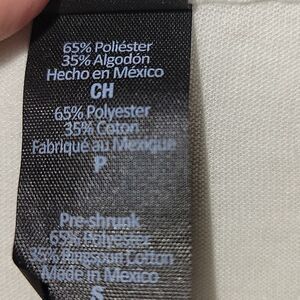 65% Poliéster
35% Algodón
Hecho en México
CH
65% Polyester
35% Coton
Fabriqué au Mexique
P
Pre-shrunk
65% Polyester
35% Ringspun Cotton
Made in Mexico
S